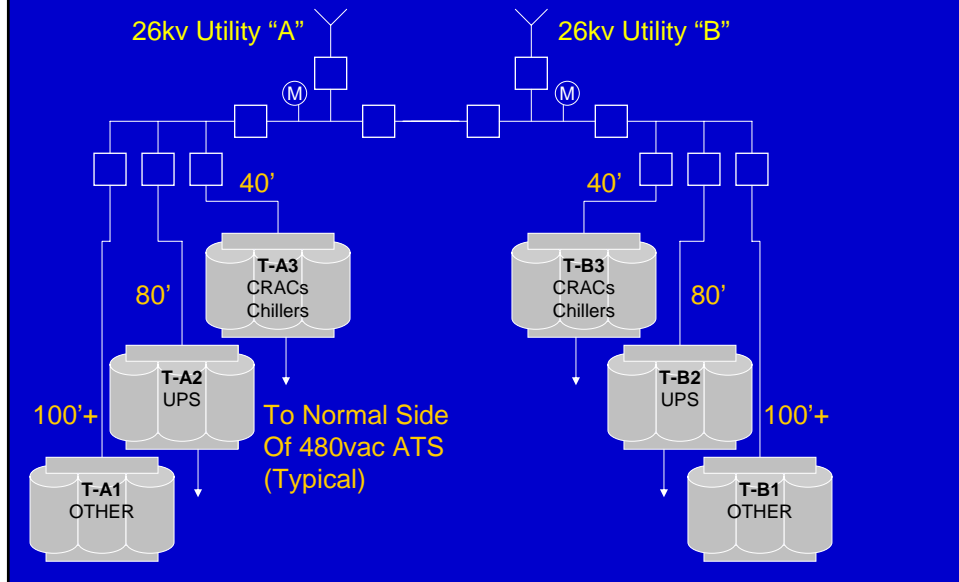 26kv Utility “A”
26kv Utility “B”
M
M
40’
40’
T-A3
CRACs
Chillers
T-B3
CRACs
Chillers
80’
80’
T-A2
UPS
T-B2
UPS
100’+
To Normal Side
Of 480vac ATS
(Typical)
100’+
T-A1
OTHER
T-B1
OTHER